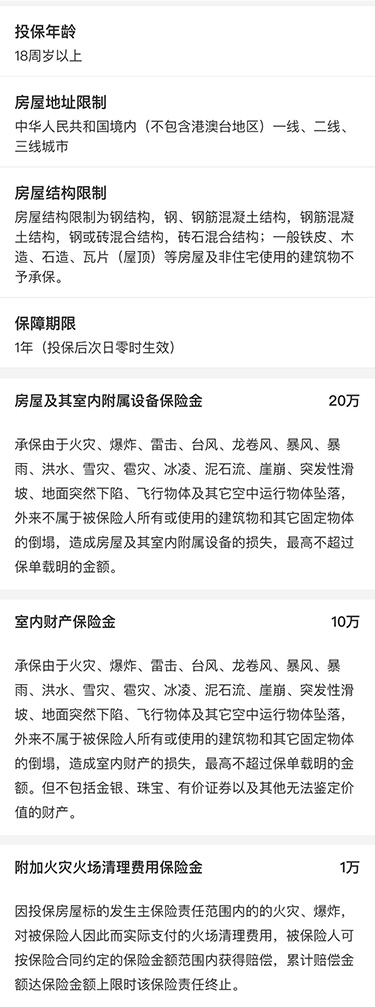 投保年龄
18周岁以上
房屋地址限制
中华人民共和国境内（不包含港澳台地区）一线、二线、
三线城市
房屋结构限制
房屋结构限制为钢结构，钢、钢筋混凝土结构，钢筋混凝
土结构，钢或砖混合结构，砖石混合结构；一般铁皮、木
造、石造、瓦片（屋顶）等房屋及非住宅使用的建筑物不
予承保。
保障期限
1年（投保后次日零时生效）
房屋及其室内附属设备保险金 20万
承保由于火灾、爆炸、雷击、台风、龙卷风、暴风、暴
雨、洪水、雪灾、雹灾、冰凌、泥石流、崖崩、突发性滑
坡、地面突然下陷、飞行物体及其它空中运行物体坠落，
外来不属于被保险人所有或使用的建筑物和其它固定物体
的倒塌，造成房屋及其室内附属设备的损失，最高不超过
保单载明的金额。
室内财产保险金 10万
承保由于火灾、爆炸、雷击、台风、龙卷风、暴风、暴
雨、洪水、雪灾、雹灾、冰凌、泥石流、崖崩、突发性滑
坡、地面突然下陷、飞行物体及其它空中运行物体坠落，
外来不属于被保险人所有或使用的建筑物和其它固定物体
的倒塌，造成室内财产的损失，最高不超过保单载明的金
额。但不包括金银、珠宝、有价证券以及其他无法鉴定价
值的财产。
附加火灾火场清理费用保险金 1万
因投保房屋标的发生主保险责任范围内的的火灾、爆炸，
对被保险人因此而实际支付的火场清理费用，被保险人可
按保险合同约定的保险金额范围内获得赔偿，累计赔偿金
额达保险金额上限时该保险责任终止。